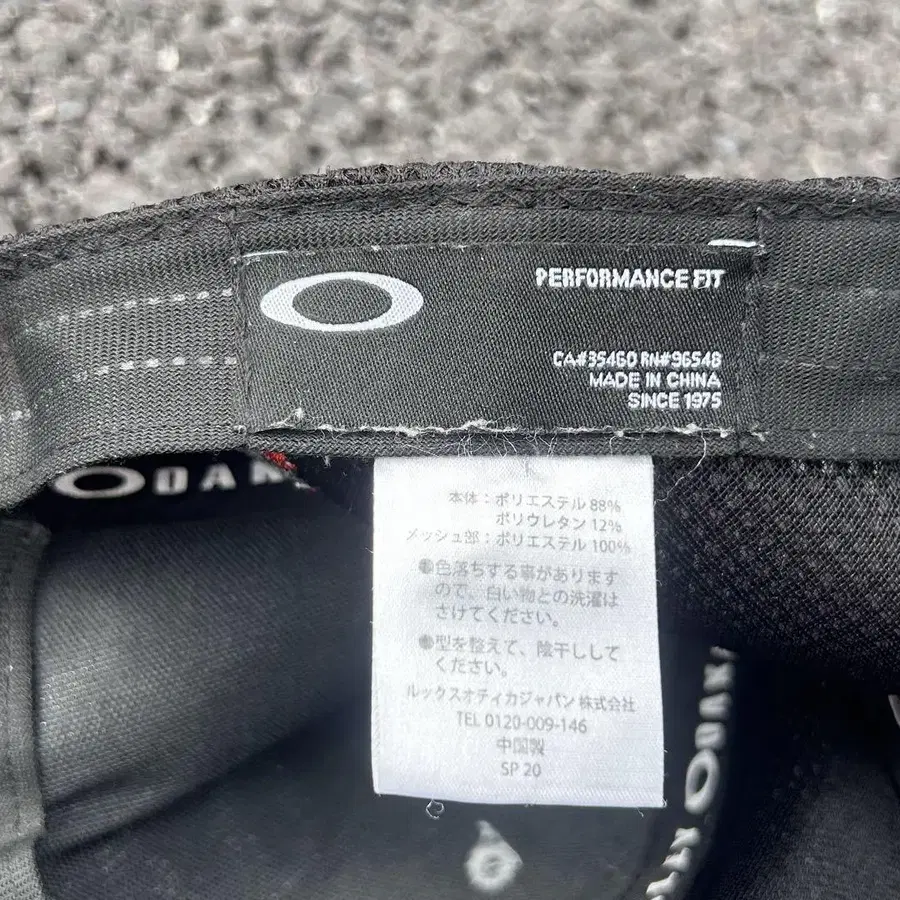 PERFORMANCE FIT
CA#35460 RN#96548
MADE IN CHINA
SINCE 1975
本体：ポリエステル 88%
ポリウレタン 12%
メッシュ部：ポリエステル 100%
●色落ちする事があります
ので、白い物との洗濯は
さけてください。
●型を整えて、陰干しして
ください。
ルックスオティカジャパン 株式会社
TEL 0120-009-146
中国製
SP 20